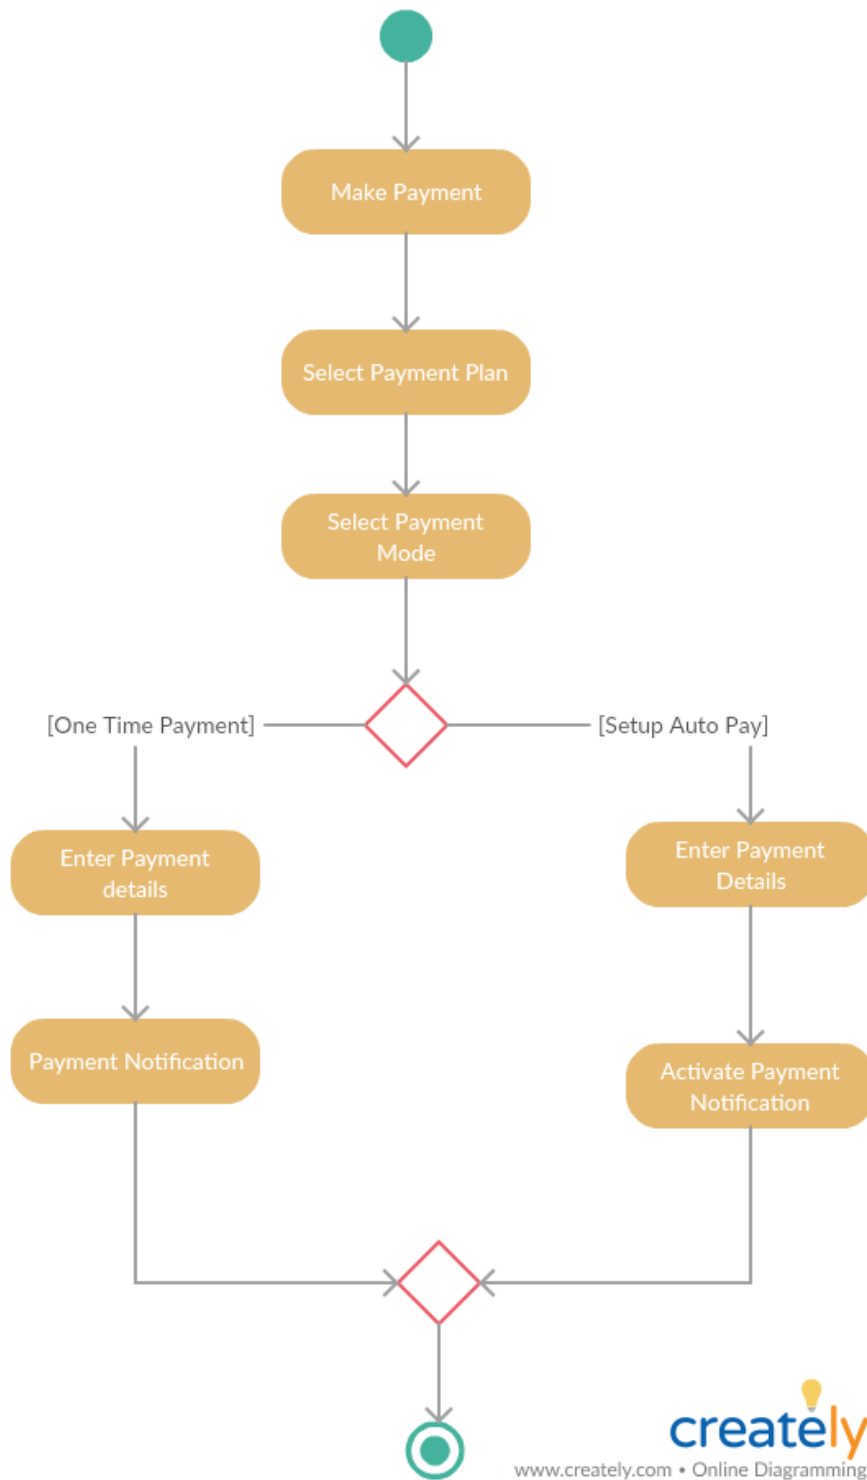 Make Payment
Select Payment Plan
Select Payment
Mode
[One Time Payment]
[Setup Auto Pay]
Enter Payment
details
Enter Payment
Details
Payment Notification
Activate Payment
Notification
creately
www.creately.com • Online Diagramming